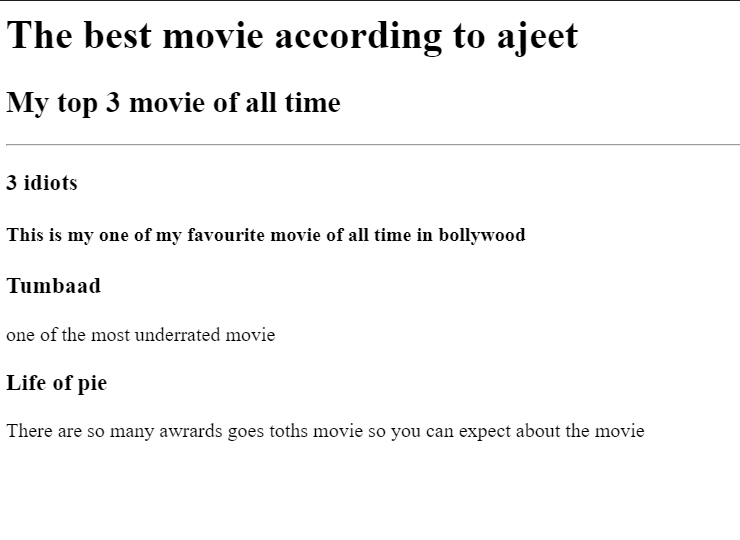 The best movie according to ajeet
My top 3 movie of all time
3 idiots
This is my one of my favourite movie of all time in bollywood
Tumbaad
one of the most underrated movie
Life of pie
There are so many awrards goes toths movie so you can expect about the movie